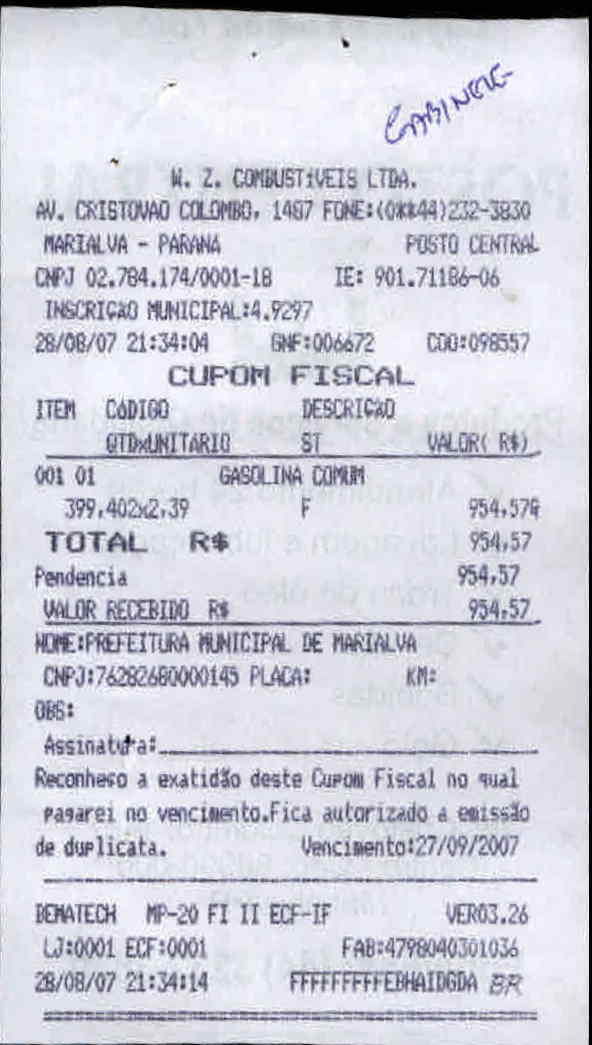 GABINETE
W. Z. COMBUSTíVEIS LTDA.
AV. CRISTOVAO COLOMBO, 1487 FONE:(0XX44)232-3830
MARIALVA - PARANA POSTO CENTRAL
CNPJ 02.784.174/0001-18 IE: 901.71186-06
INSCRIÇãO MUNICIPAL:4.9297
28/08/07 21:34:04 GNF:006672 COO:098557
CUPOM FISCAL
ITEM CóDIGO DESCRIÇãO
QTDxUNITARIO ST VALOR( R$)
001 01 GASOLINA COMUM
399,402x2,39 F 954,57G
TOTAL R$ 954,57
Pendencia 954,57
VALOR RECEBIDO R$ 954,57
NOME:PREFEITURA MUNICIPAL DE MARIALVA
CNPJ:76282680000145 PLACA: KM:
OBS:
Assinatura:
Reconheço a exatidão deste Cupom Fiscal no qual
pagarei no vencimento.Fica autorizado a emissão
de duplicata. Vencimento:27/09/2007
BEMATECH MP-20 FI II ECF-IF VER03.26
LJ:0001 ECF:0001 FAB:4798040301036
28/08/07 21:34:14 FFFFFFFFFEBHAIDGDA BR